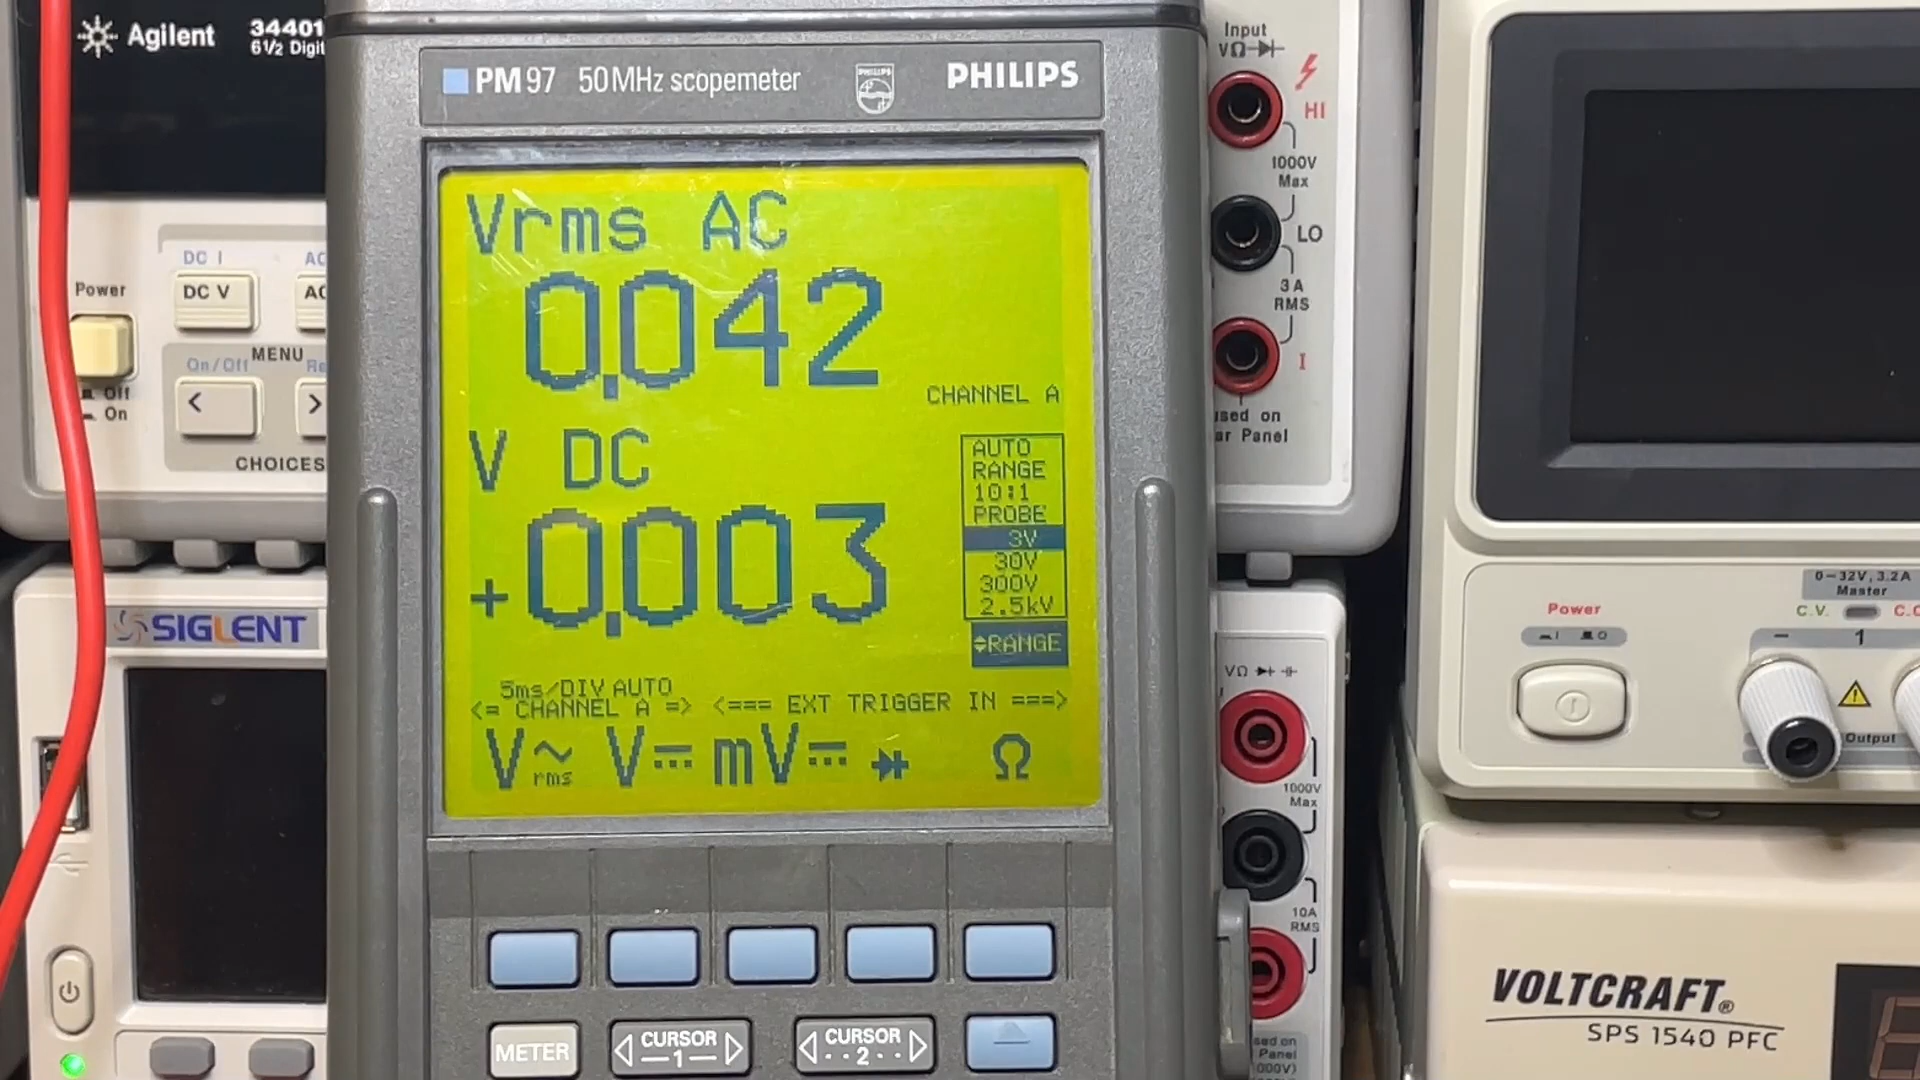 Agilent
34401
6½ Digit
Power
Off
On
DC I
DC V
On/Off
MENU
<
>
CHOICES
SIGLENT
PM97 50MHz scopemeter
PHILIPS
PHILIPS
Vrms AC
0.042
CHANNEL A
V DC
+0.003
AUTO
RANGE
10:1
PROBE
3V
30V
300V
2.5kV
RANGE
5ms/DIV AUTO
<= CHANNEL A => <=== EXT TRIGGER IN ===>
V rms V mV Ω
METER
CURSOR
1
CURSOR
2
Input
VΩ
HI
1000V
Max
LO
3A
RMS
I
VΩ
1000V
Max
10A
RMS
0-32V, 3.2A
Master
C.V.
Power
1
Output
VOLTCRAFT®
SPS 1540 PFC